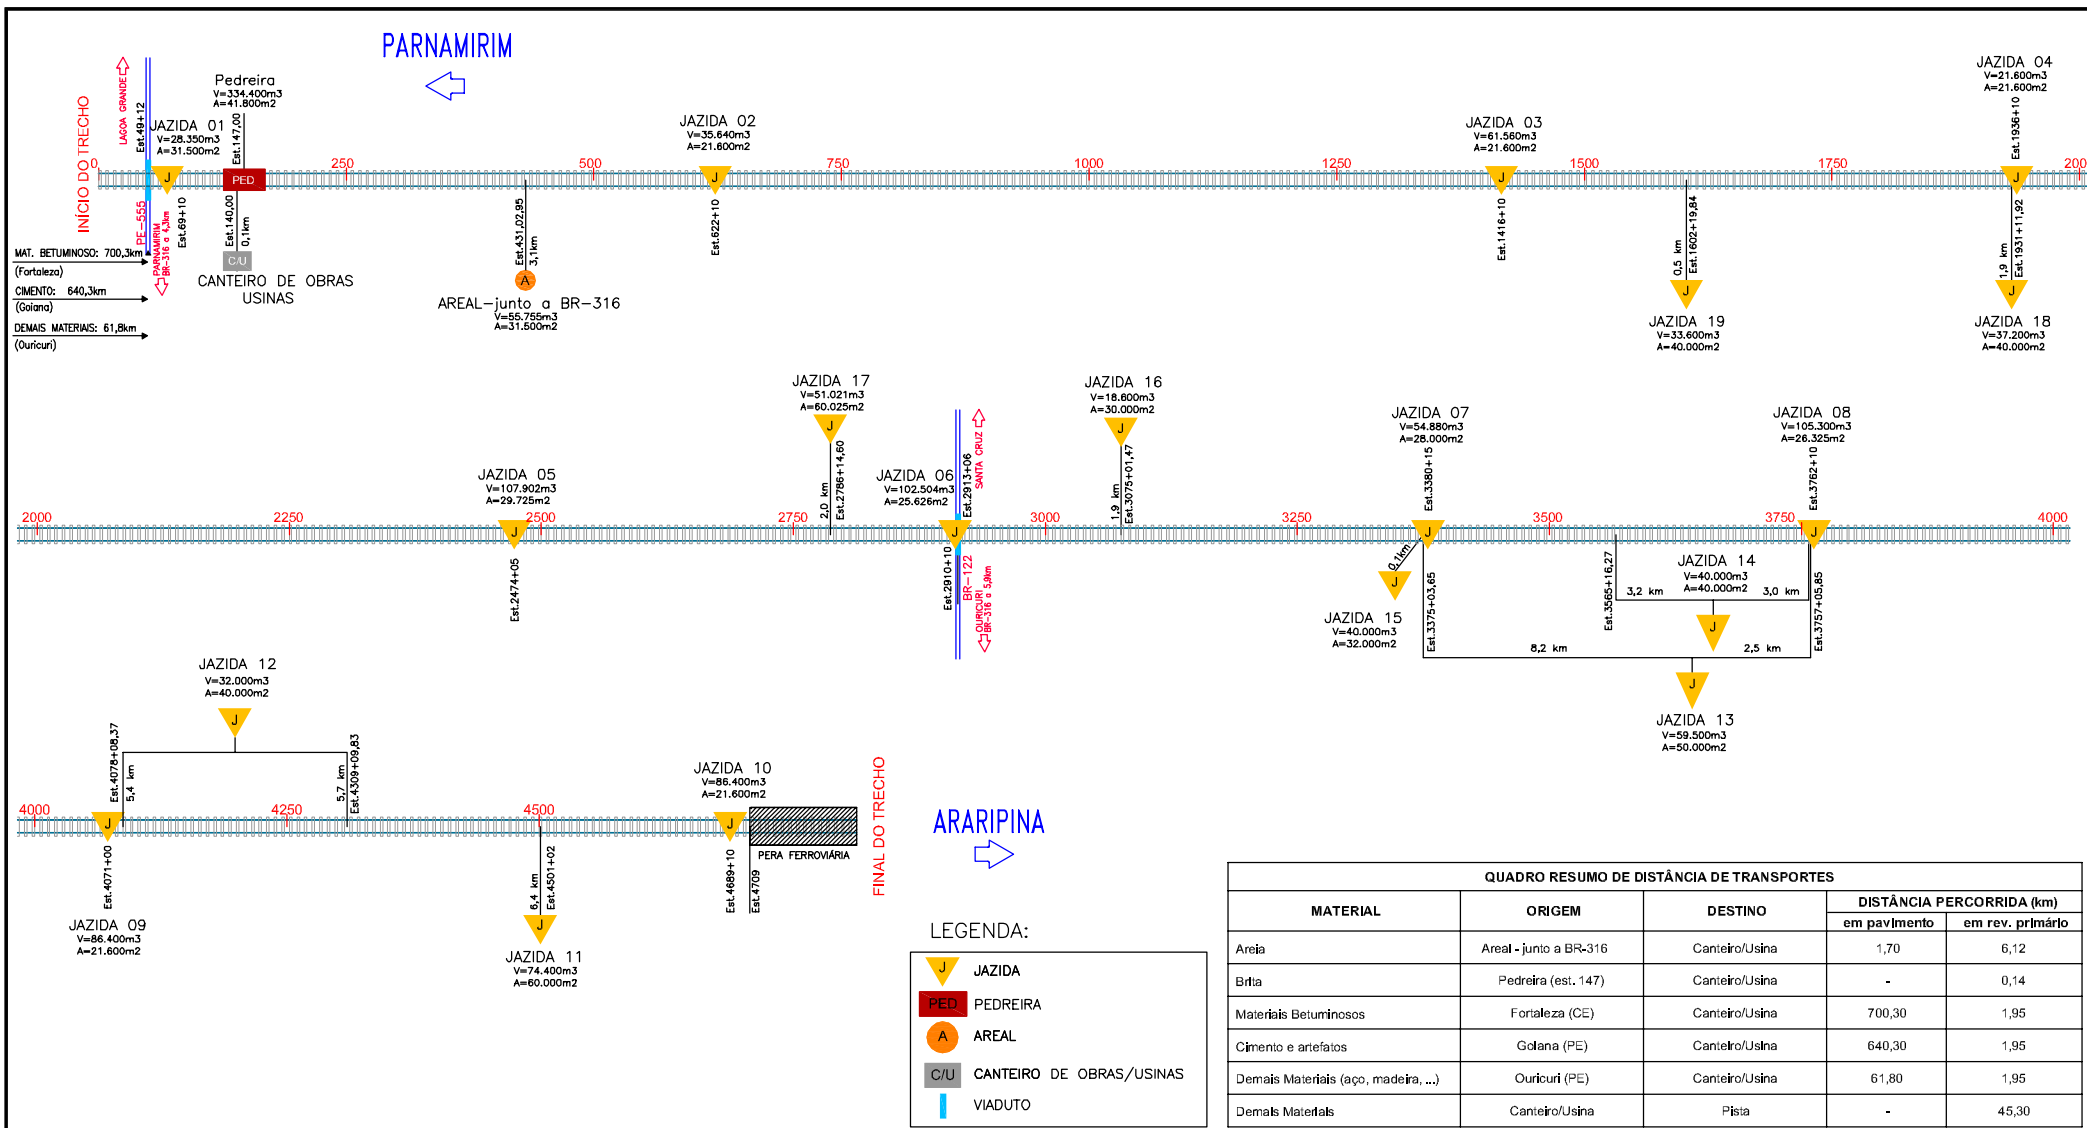 PARNAMIRIM
INÍCIO DO TRECHO
LAGOA GRANDE
Est.49+12
PE-555
PARNAMIRIM
BR-316 a 4,3km
JAZIDA 01
V=28.350m3
A=31.500m2
Est.69+10
Pedreira
V=334.400m3
A=41.800m2
Est.147,00
PED
Est.140,00
0,1km
C/U
CANTEIRO DE OBRAS
USINAS
MAT. BETUMINOSO: 700,3km
(Fortaleza)
CIMENTO: 640,3km
(Goiana)
DEMAIS MATERIAIS: 61,8km
(Ouricuri)
Est.431,02,95
3,1km
A
AREAL-junto a BR-316
V=55.755m3
A=31.500m2
JAZIDA 02
V=35.640m3
A=21.600m2
J
Est.622+10
JAZIDA 03
V=61.560m3
A=21.600m2
J
Est.1416+10
0,5 km
Est.1602+19,84
J
JAZIDA 19
V=33.600m3
A=40.000m2
JAZIDA 04
V=21.600m3
A=21.600m2
Est.1936+10
J
1,9 km
Est.1931+11,92
J
JAZIDA 18
V=37.200m3
A=40.000m2
0 250 500 750 1000 1250 1500 1750 2000
J
JAZIDA 05
V=107.902m3
A=29.725m2
J
Est.2474+05
JAZIDA 17
V=51.021m3
A=60.025m2
J
2,0 km
Est.2786+14,60
JAZIDA 06
V=102.504m3
A=25.626m2
J
Est.2910+10
Est.2913+06
SANTA CRUZ
BR-122
OURICURI
BR-316 a 5,9km
JAZIDA 16
V=18.600m3
A=30.000m2
J
1,9 km
Est.3075+01,47
JAZIDA 07
V=54.880m3
A=28.000m2
Est.3380+15
J
0,1km
J
JAZIDA 15
V=40.000m3
A=32.000m2
Est.3375+03,65
JAZIDA 08
V=105.300m3
A=26.325m2
Est.3762+10
J
Est.3565+16,27
JAZIDA 14
V=40.000m3
A=40.000m2
3,2 km 3,0 km
J
Est.3757+05,85
8,2 km 2,5 km
J
JAZIDA 13
V=59.500m3
A=50.000m2
2000 2250 2500 2750 3000 3250 3500 3750 4000
JAZIDA 12
V=32.000m3
A=40.000m2
J
Est.4078+08,37
5,4 km
5,7 km
Est.4309+09,83
4000 4250 4500
J
Est.4071+00
JAZIDA 09
V=86.400m3
A=21.600m2
6,4 km
Est.4501+02
J
JAZIDA 11
V=74.400m3
A=60.000m2
JAZIDA 10
V=86.400m3
A=21.600m2
J
Est.4689+10
Est.4709
PERA FERROVIÁRIA
FINAL DO TRECHO
ARARIPINA
LEGENDA:
J JAZIDA
PED PEDREIRA
A AREAL
C/U CANTEIRO DE OBRAS/USINAS
VIADUTO
QUADRO RESUMO DE DISTÂNCIA DE TRANSPORTES
MATERIAL ORIGEM DESTINO DISTÂNCIA PERCORRIDA (km)
em pavimento em rev. primário
Areia Areal - junto a BR-316 Canteiro/Usina 1,70 6,12
Brita Pedreira (est. 147) Canteiro/Usina - 0,14
Materiais Betuminosos Fortaleza (CE) Canteiro/Usina 700,30 1,95
Cimento e artefatos Goiana (PE) Canteiro/Usina 640,30 1,95
Demais Materiais (aço, madeira, ...) Ouricuri (PE) Canteiro/Usina 61,80 1,95
Demais Materiais Canteiro/Usina Pista - 45,30